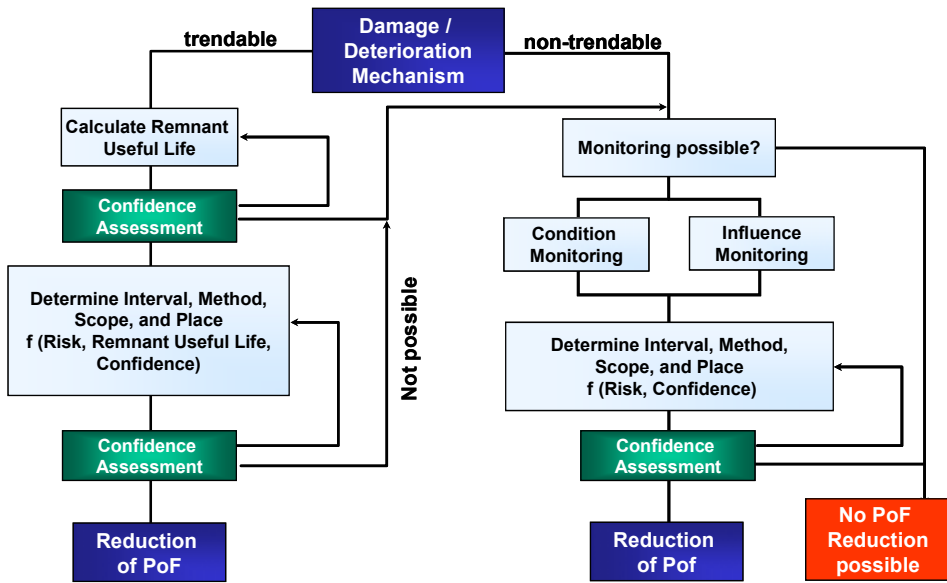 trendable
Damage /
Deterioration
Mechanism
non-trendable
Calculate Remnant
Useful Life
Confidence
Assessment
Determine Interval, Method,
Scope, and Place
f (Risk, Remnant Useful Life,
Confidence)
Confidence
Assessment
Reduction
of PoF
Not possible
Monitoring possible?
Condition
Monitoring
Influence
Monitoring
Determine Interval, Method,
Scope, and Place
f (Risk, Confidence)
Confidence
Assessment
Reduction
of Pof
No PoF
Reduction
possible